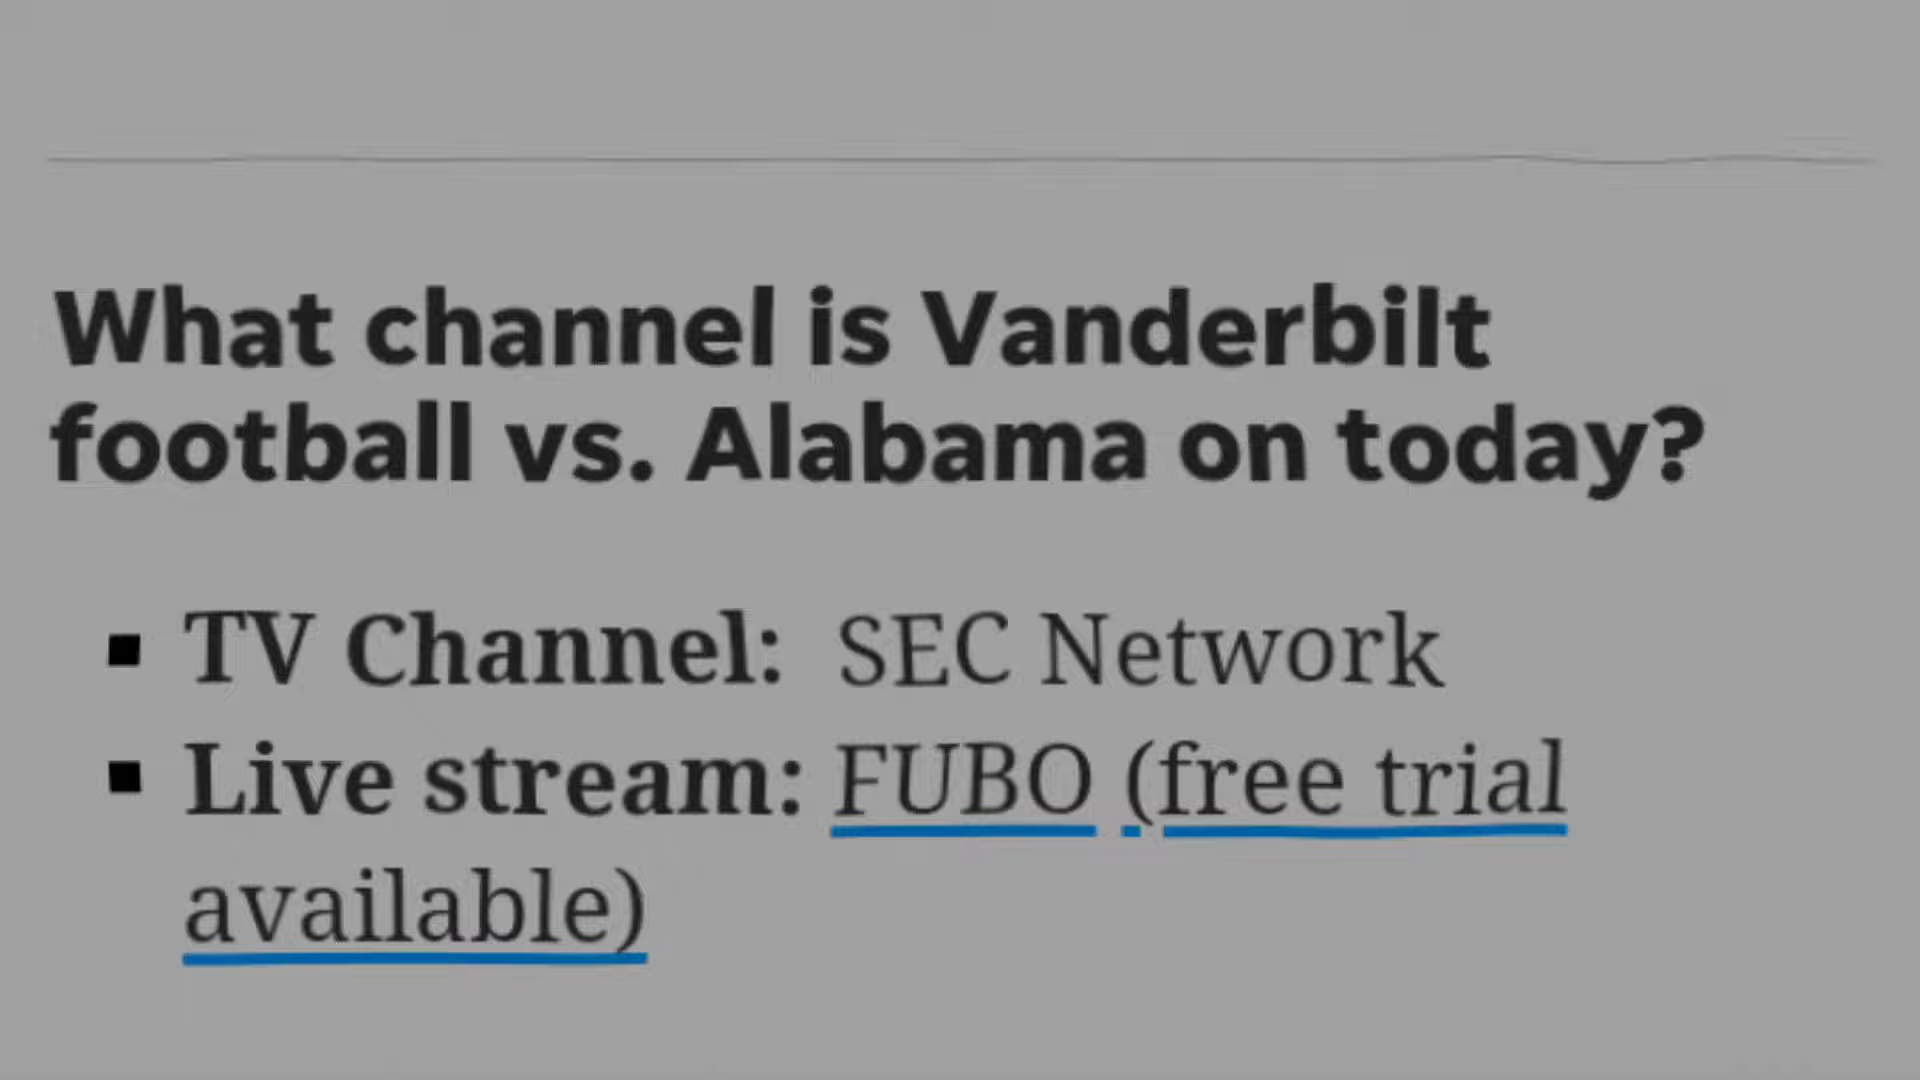 What channel is Vanderbilt
football vs. Alabama on today?
▪ TV Channel: SEC Network
▪ Live stream: FUBO (free trial
available)